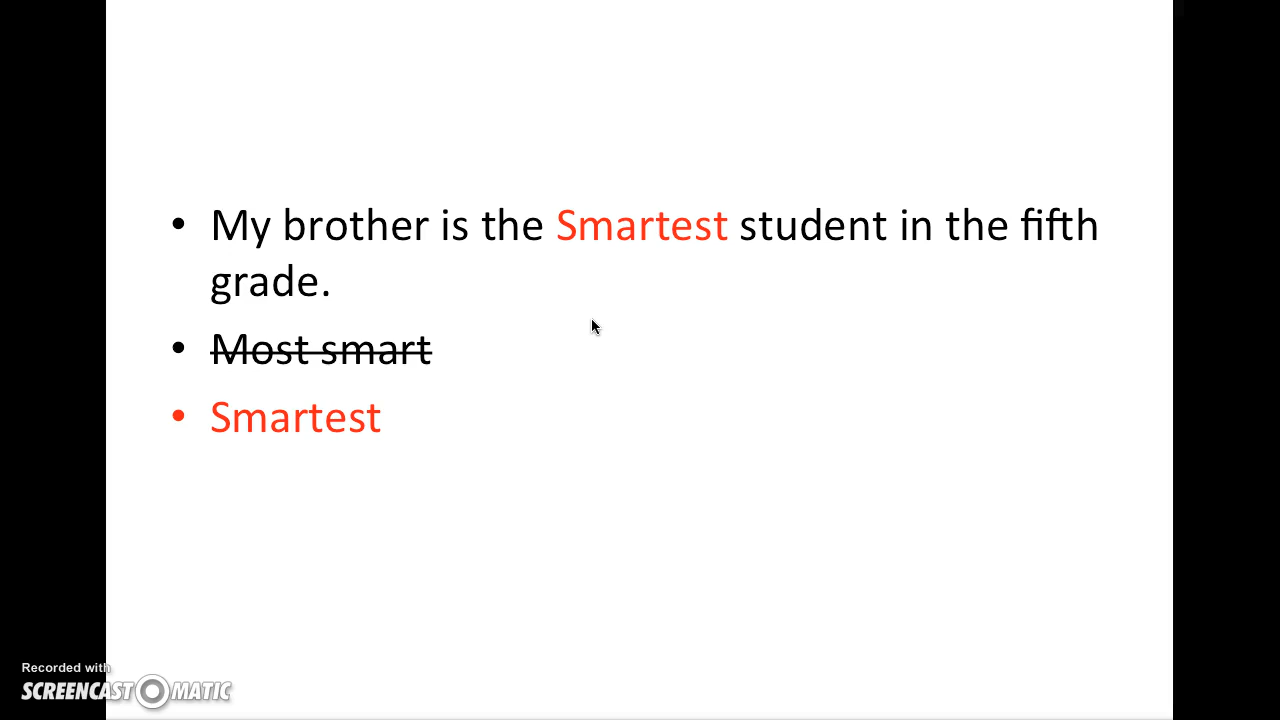 • My brother is the Smartest student in the fifth
grade.
• Most smart
• Smartest
Recorded with
SCREENCAST MATIC